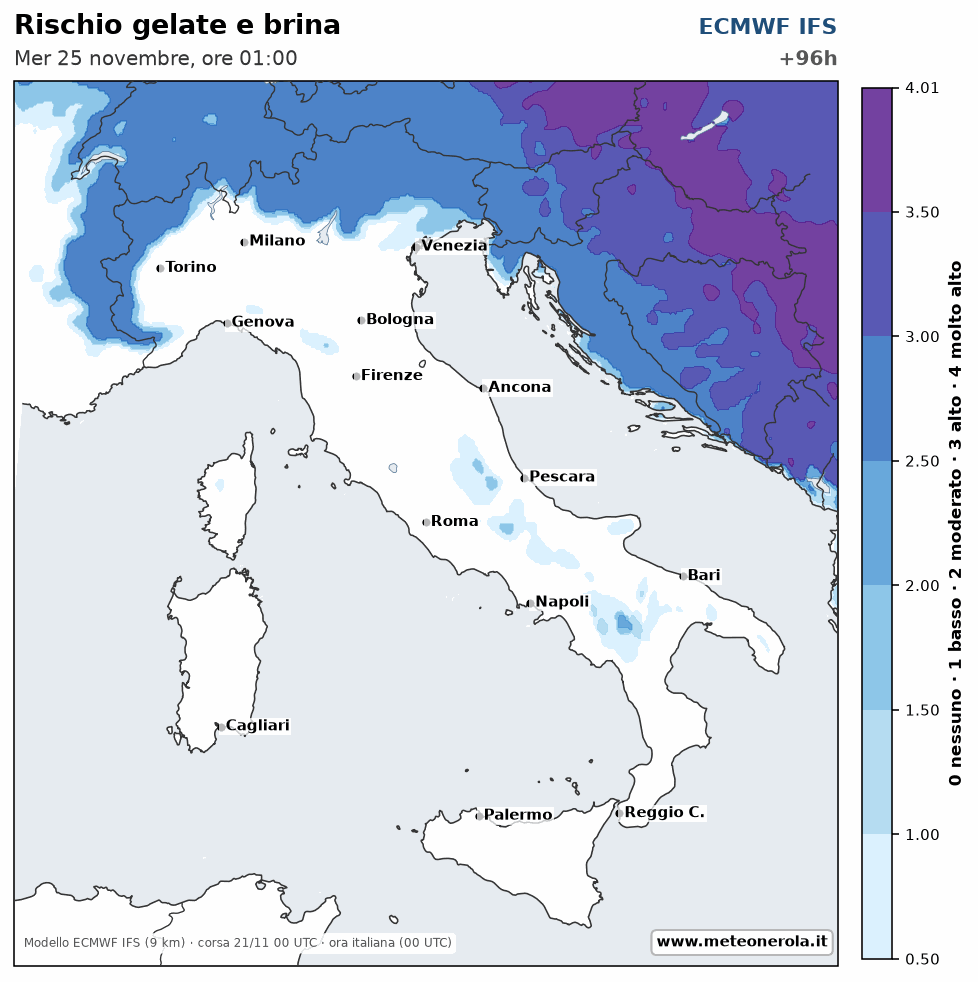 Rischio gelate e brina
ECMWF IFS
Mer 25 novembre, ore 01:00
+96h
4.01
3.50
3.00
2.50
2.00
1.50
1.00
0.50
0 nessuno · 1 basso · 2 moderato · 3 alto · 4 molto alto
Milano
Venezia
Torino
Genova
Bologna
Firenze
Ancona
Pescara
Roma
Bari
Napoli
Cagliari
Palermo
Reggio C.
Modello ECMWF IFS (9 km) · corsa 21/11 00 UTC · ora italiana (00 UTC)
www.meteonerola.it